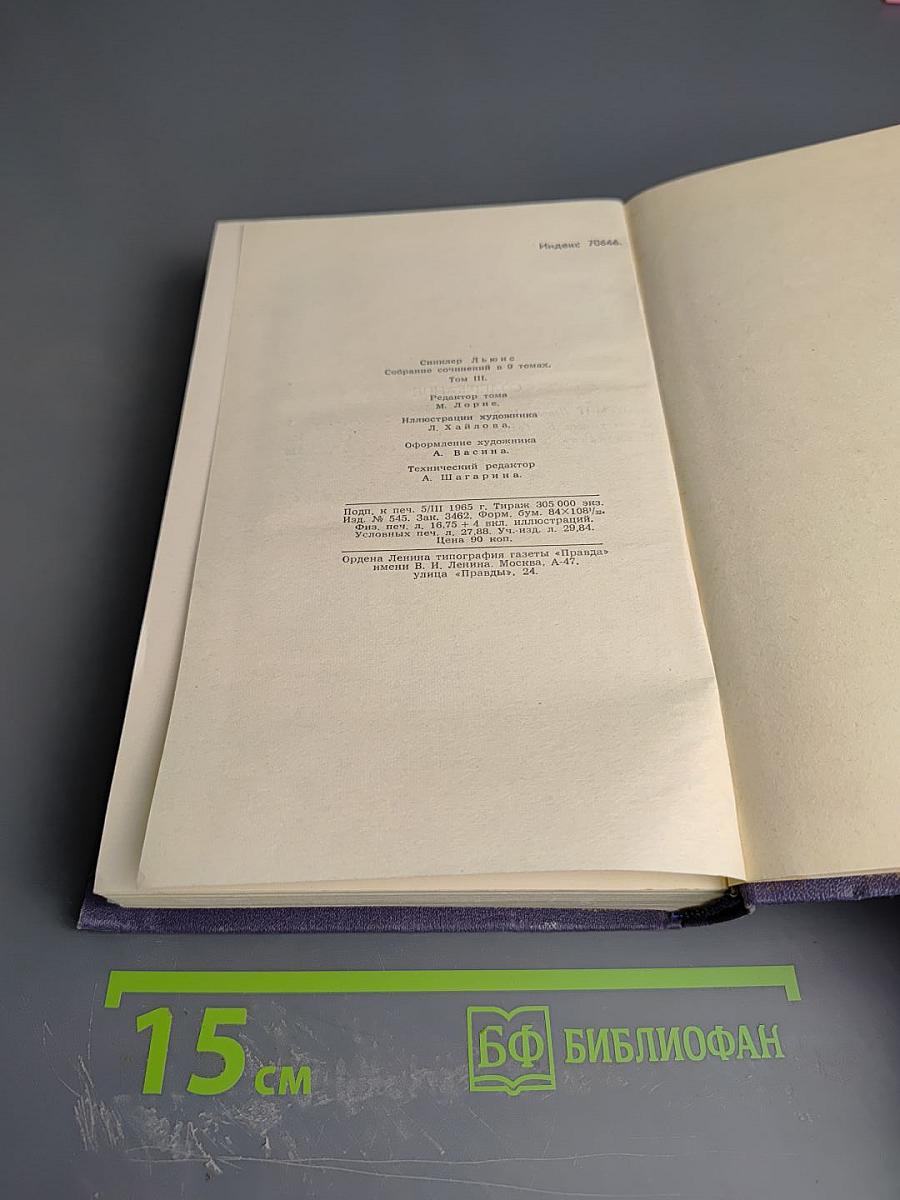 Индекс 70646.
Синклер Льюис
Собрание сочинений в 9 томах.
Том III.
Редактор тома
М. Лорие.
Иллюстрации художника
Л. Хайлова.
Оформление художника
А. Васина.
Технический редактор
А. Шагарина.
Подп. к печ. 5/III 1965 г. Тираж 305 000 экз.
Изд. № 545. Зак. 3462. Форм. бум. 84×108¹/₃₂.
Физ. печ. л. 16,75 + 4 вкл. иллюстраций.
Условных печ. л. 27,88. Уч.-изд. л. 29,84.
Цена 90 коп.
Ордена Ленина типография газеты «Правда»
имени В. И. Ленина. Москва, А-47,
улица «Правды», 24.
15 см
БФ БИБЛИОФАН